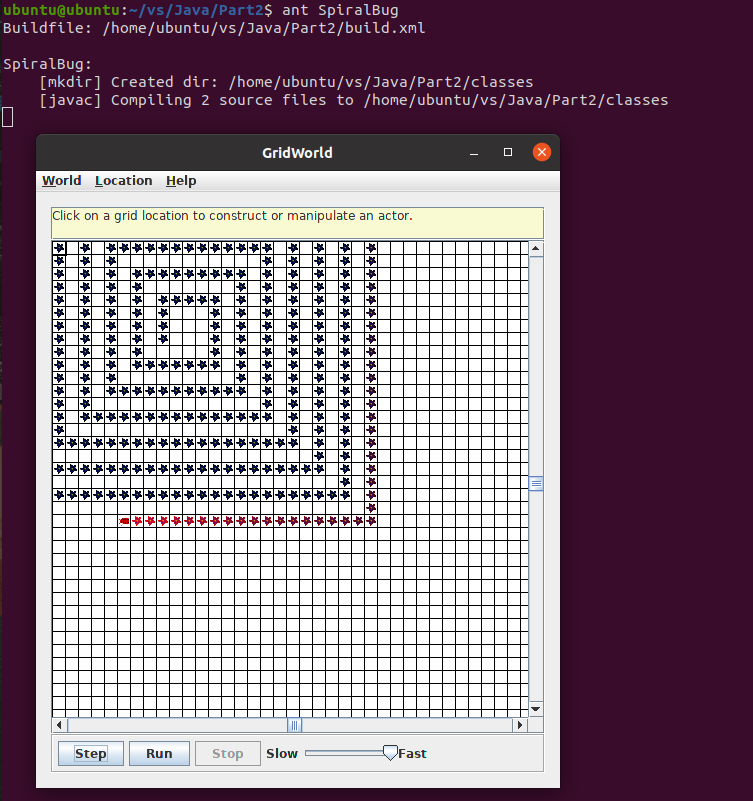 ubuntu@ubuntu:~/vs/Java/Part2$ ant SpiralBug
Buildfile: /home/ubuntu/vs/Java/Part2/build.xml
SpiralBug:
[mkdir] Created dir: /home/ubuntu/vs/Java/Part2/classes
[javac] Compiling 2 source files to /home/ubuntu/vs/Java/Part2/classes
GridWorld
World Location Help
Click on a grid location to construct or manipulate an actor.
Step Run Stop Slow Fast